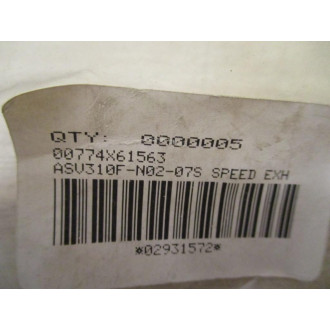 QTY: 0000005
00774X61563
ASV310F-N02-07S SPEED EXH
*02931572*